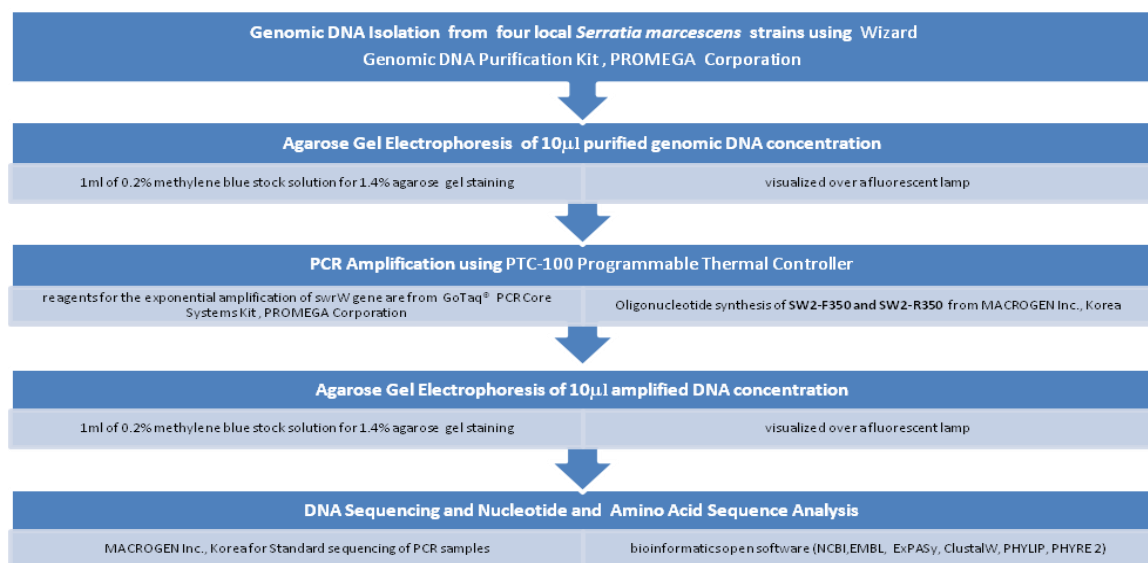 Genomic DNA Isolation from four local Serratia marcescens strains using Wizard
Genomic DNA Purification Kit , PROMEGA Corporation
Agarose Gel Electrophoresis of 10µl purified genomic DNA concentration
1ml of 0.2% methylene blue stock solution for 1.4% agarose gel staining
visualized over a fluorescent lamp
PCR Amplification using PTC-100 Programmable Thermal Controller
reagents for the exponential amplification of swrW gene are from GoTaq® PCR Core
Systems Kit , PROMEGA Corporation
Oligonucleotide synthesis of SW2-F350 and SW2-R350 from MACROGEN Inc., Korea
Agarose Gel Electrophoresis of 10µl amplified DNA concentration
1ml of 0.2% methylene blue stock solution for 1.4% agarose gel staining
visualized over a fluorescent lamp
DNA Sequencing and Nucleotide and Amino Acid Sequence Analysis
MACROGEN Inc., Korea for Standard sequencing of PCR samples
bioinformatics open software (NCBI,EMBL, ExPASy, ClustalW, PHYLIP, PHYRE 2)